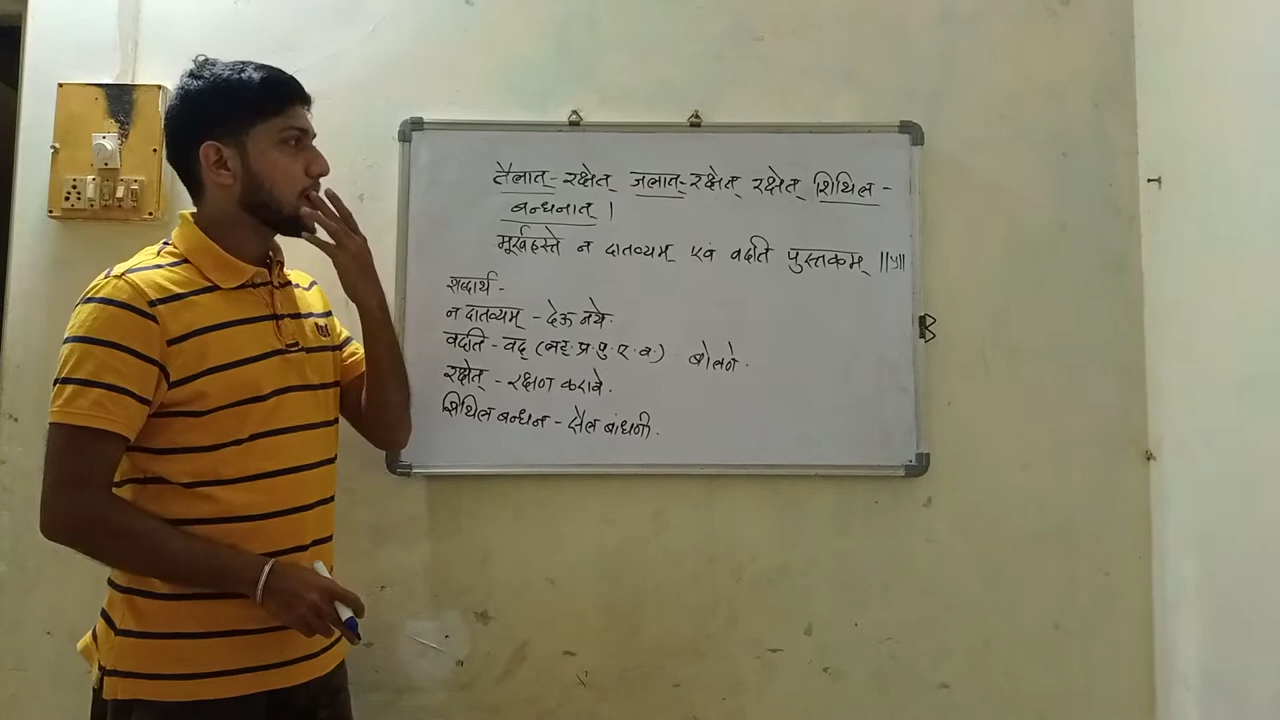 तैलात्-रक्षेत् जलात्-रक्षेत् रक्षेत् शिथिल-
बन्धनात् ।
मूर्खहस्ते न दातव्यम् एवं वदति पुस्तकम् ॥५॥
शब्दार्थ-
न दातव्यम् - देऊ नये.
वदति - वद् (लट्. प्र. पु. ए. व.) बोलणे.
रक्षेत् - रक्षण करावे.
शिथिल बन्धन - सैल बांधणी.